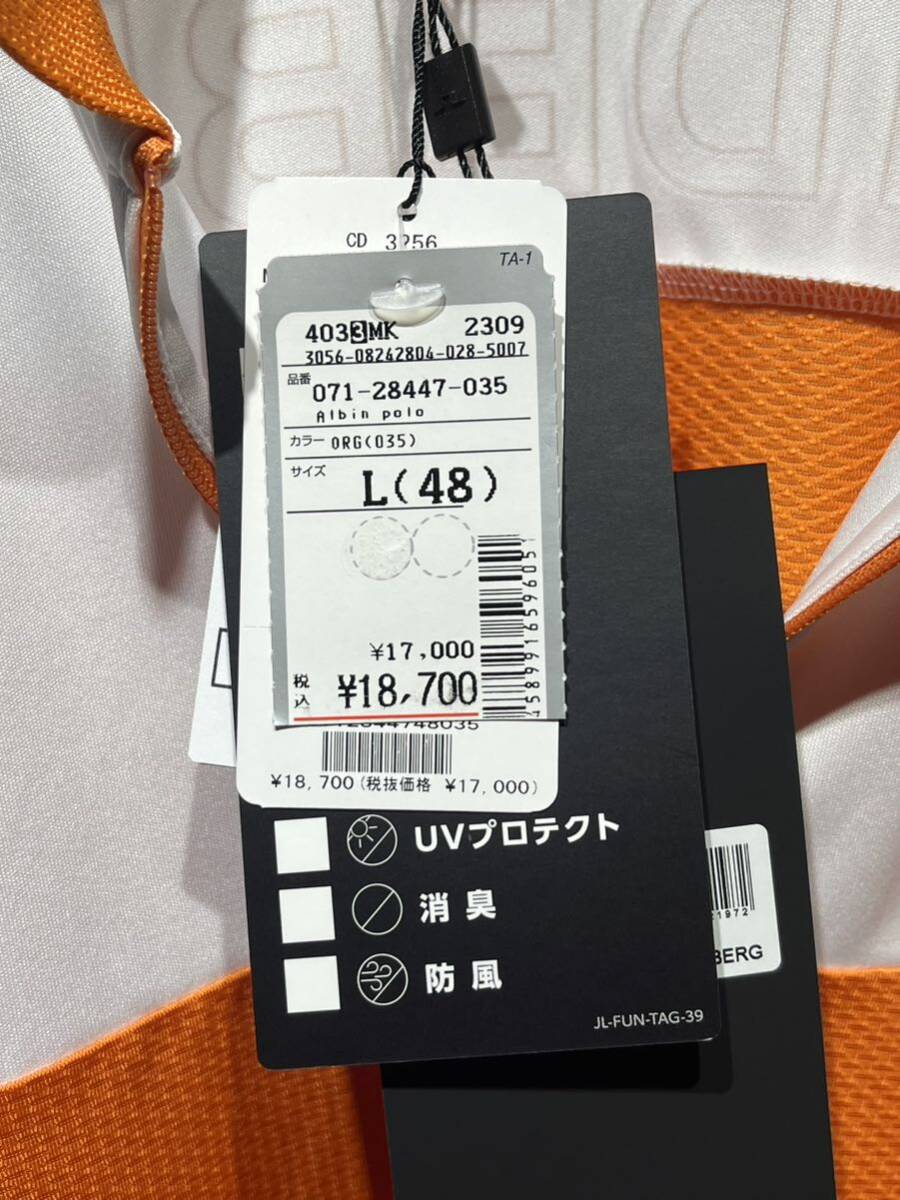 CD 3256
TA-1
4033MK 2309
3056-08242804-028-5007
品番 071-28447-035
Albin polo
カラー ORG(035)
サイズ L(48)
¥17,000
税込 ¥18,700
¥18,700(税抜価格 ¥17,000)
UVプロテクト
消臭
防風
JL-FUN-TAG-39
1972
BERG